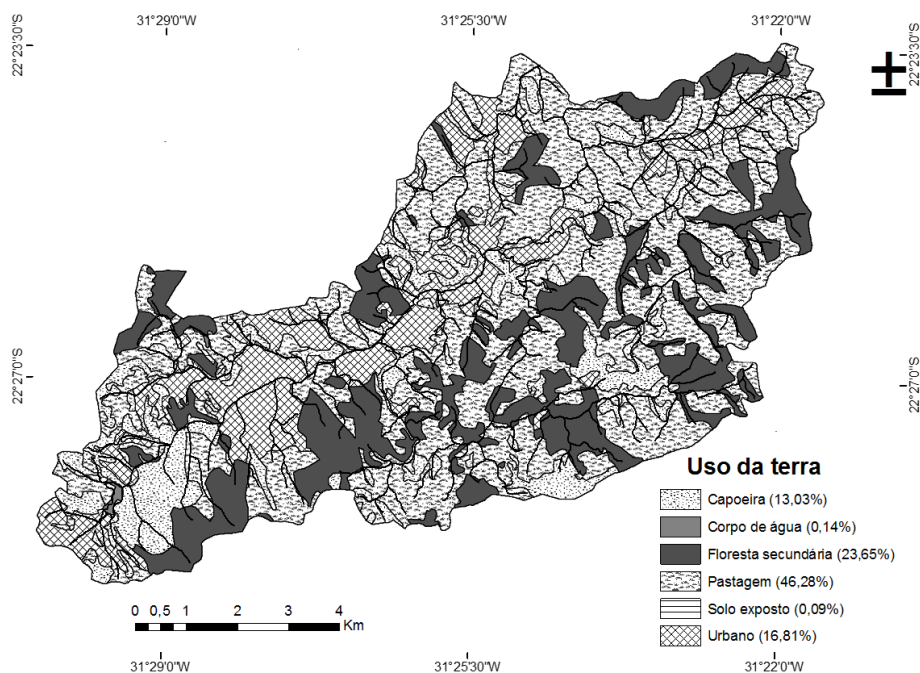 31°29'0"W
31°25'30"W
31°22'0"W
22°23'30"S
22°23'30"S
22°27'0"S
22°27'0"S
Uso da terra
Capoeira (13,03%)
Corpo de água (0,14%)
Floresta secundária (23,65%)
Pastagem (46,28%)
Solo exposto (0,09%)
Urbano (16,81%)
0 0,5 1 2 3 4
Km
31°29'0"W
31°25'30"W
31°22'0"W